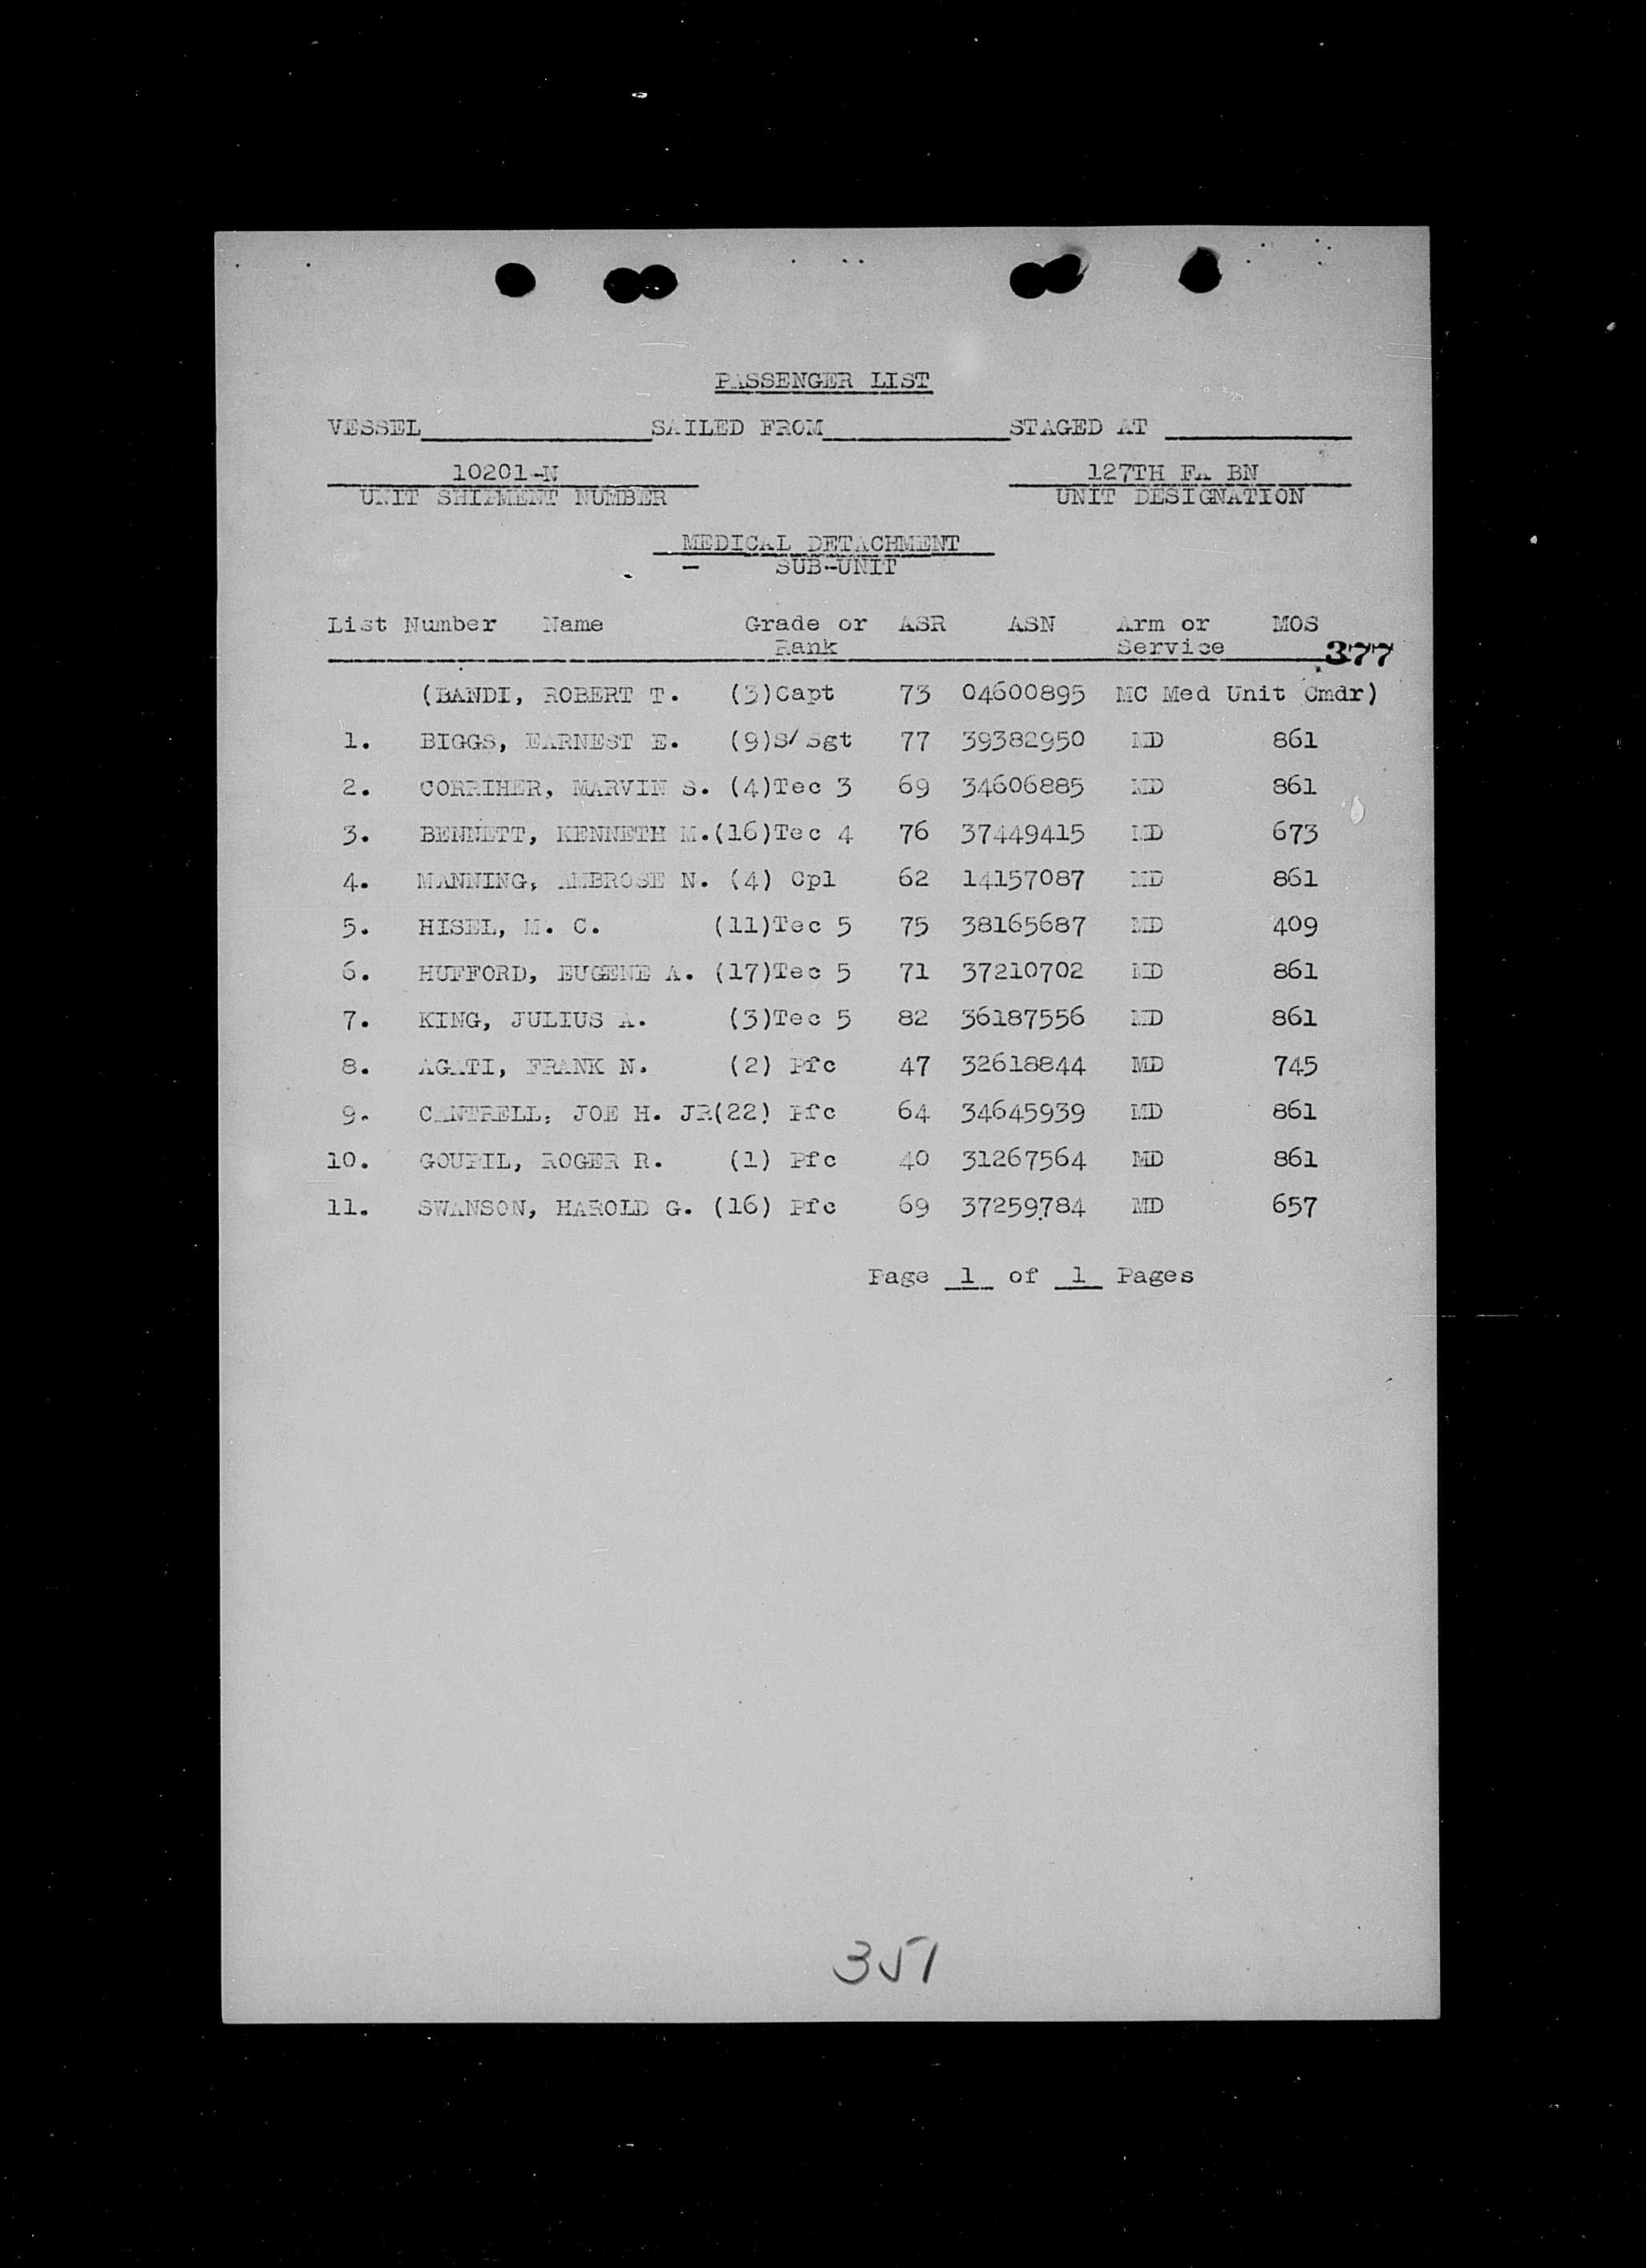 PASSENGER LIST
VESSEL SAILED FROM STAGED AT
10201-N 127TH FA BN
UNIT SHIPMENT NUMBER UNIT DESIGNATION
MEDICAL DETACHMENT
SUB-UNIT
List Number Name Grade or ASR ASN Arm or MOS
Rank Service 377
(BANDI, ROBERT T. (3)Capt 73 04600895 MC Med Unit Cmdr)
1. BIGGS, EARNEST E. (9)S/Sgt 77 39382950 MD 861
2. CORRIHER, MARVIN S. (4)Tec 3 69 34606885 MD 861
3. BENNETT, KENNETH M.(16)Tec 4 76 37449415 MD 673
4. MANNING, AMBROSE N. (4) Cpl 62 14157087 MD 861
5. HISEL, M. C. (11)Tec 5 75 38165687 MD 409
6. HUFFORD, EUGENE A. (17)Tec 5 71 37210702 MD 861
7. KING, JULIUS A. (3)Tec 5 82 36187556 MD 861
8. AGATI, FRANK N. (2) Pfc 47 32618844 MD 745
9. CANTRELL, JOE H. JR(22) Pfc 64 34645939 MD 861
10. GOUPIL, ROGER R. (1) Pfc 40 31267564 MD 861
11. SWANSON, HAROLD G. (16) Pfc 69 37259784 MD 657
Page 1 of 1 Pages
351